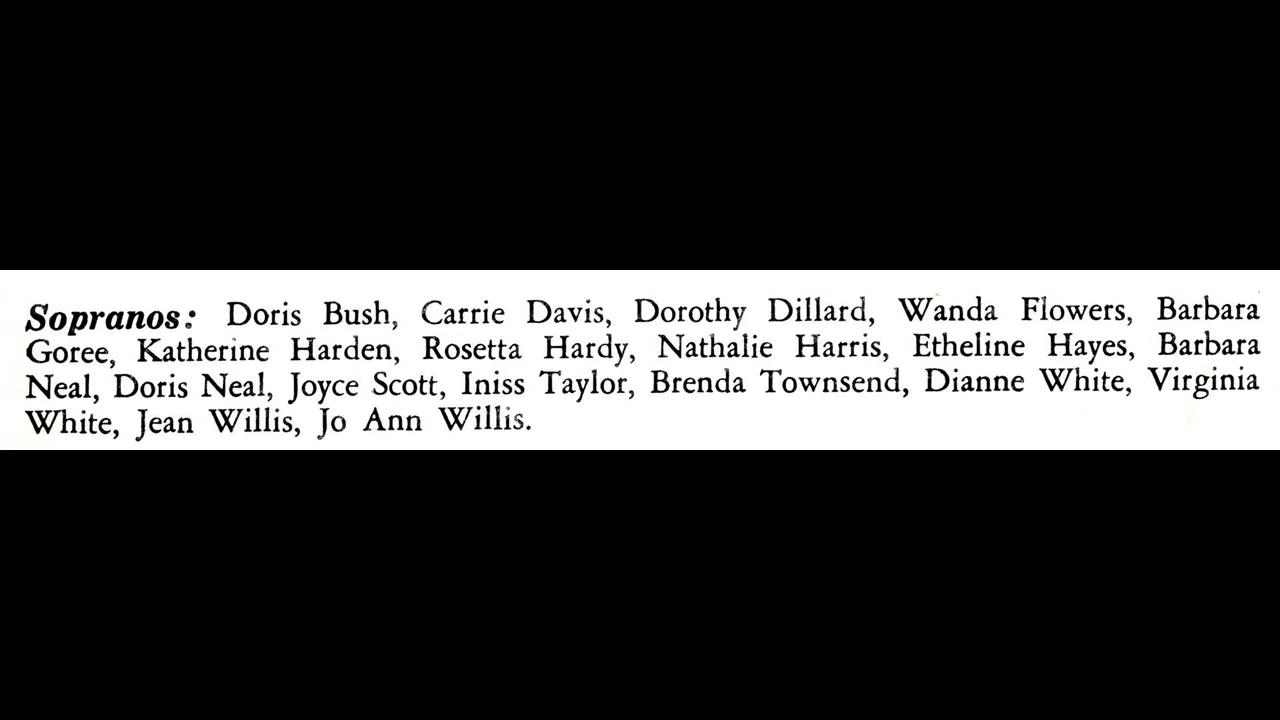 Sopranos: Doris Bush, Carrie Davis, Dorothy Dillard, Wanda Flowers, Barbara
Goree, Katherine Harden, Rosetta Hardy, Nathalie Harris, Etheline Hayes, Barbara
Neal, Doris Neal, Joyce Scott, Iniss Taylor, Brenda Townsend, Dianne White, Virginia
White, Jean Willis, Jo Ann Willis.